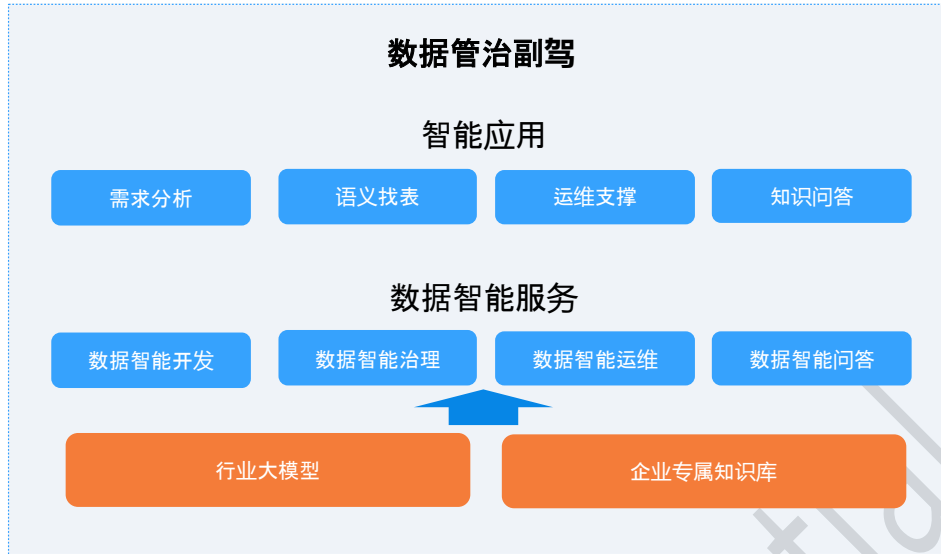 数据管治副驾
智能应用
需求分析 语义找表 运维支撑 知识问答
数据智能服务
数据智能开发 数据智能治理 数据智能运维 数据智能问答
行业大模型 企业专属知识库